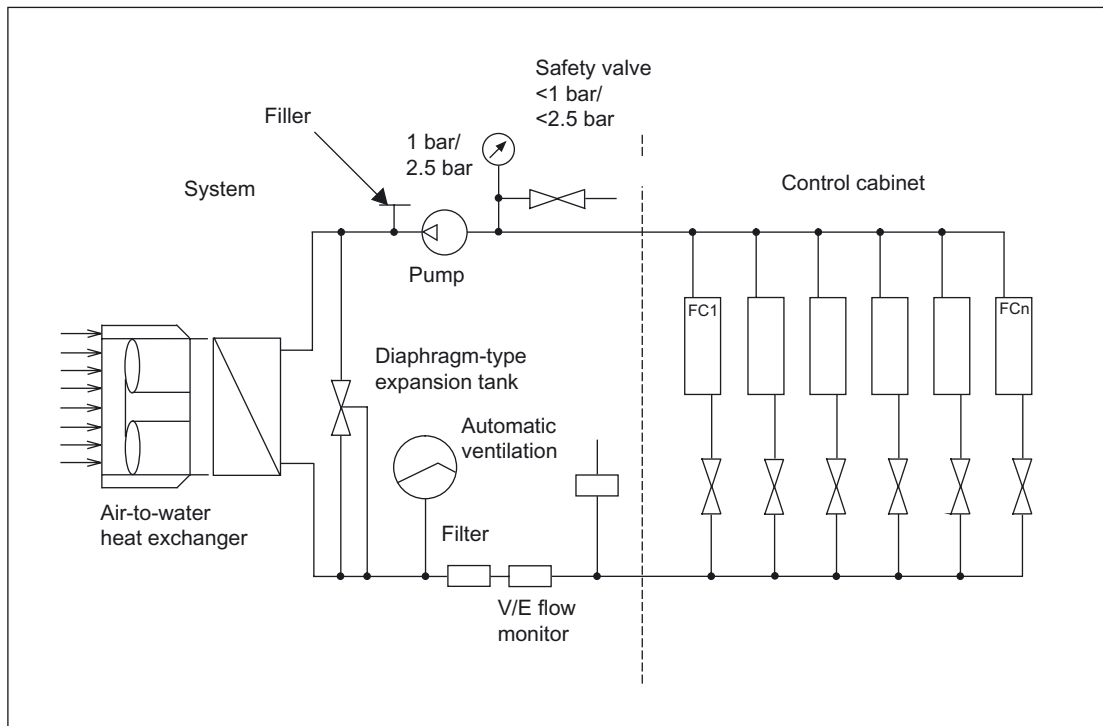 Safety valve
<1 bar/
<2.5 bar
Filler
1 bar/
2.5 bar
System
Control cabinet
Pump
FC1
FCn
Diaphragm-type
expansion tank
Automatic
ventilation
Air-to-water
heat exchanger
Filter
V/E flow
monitor